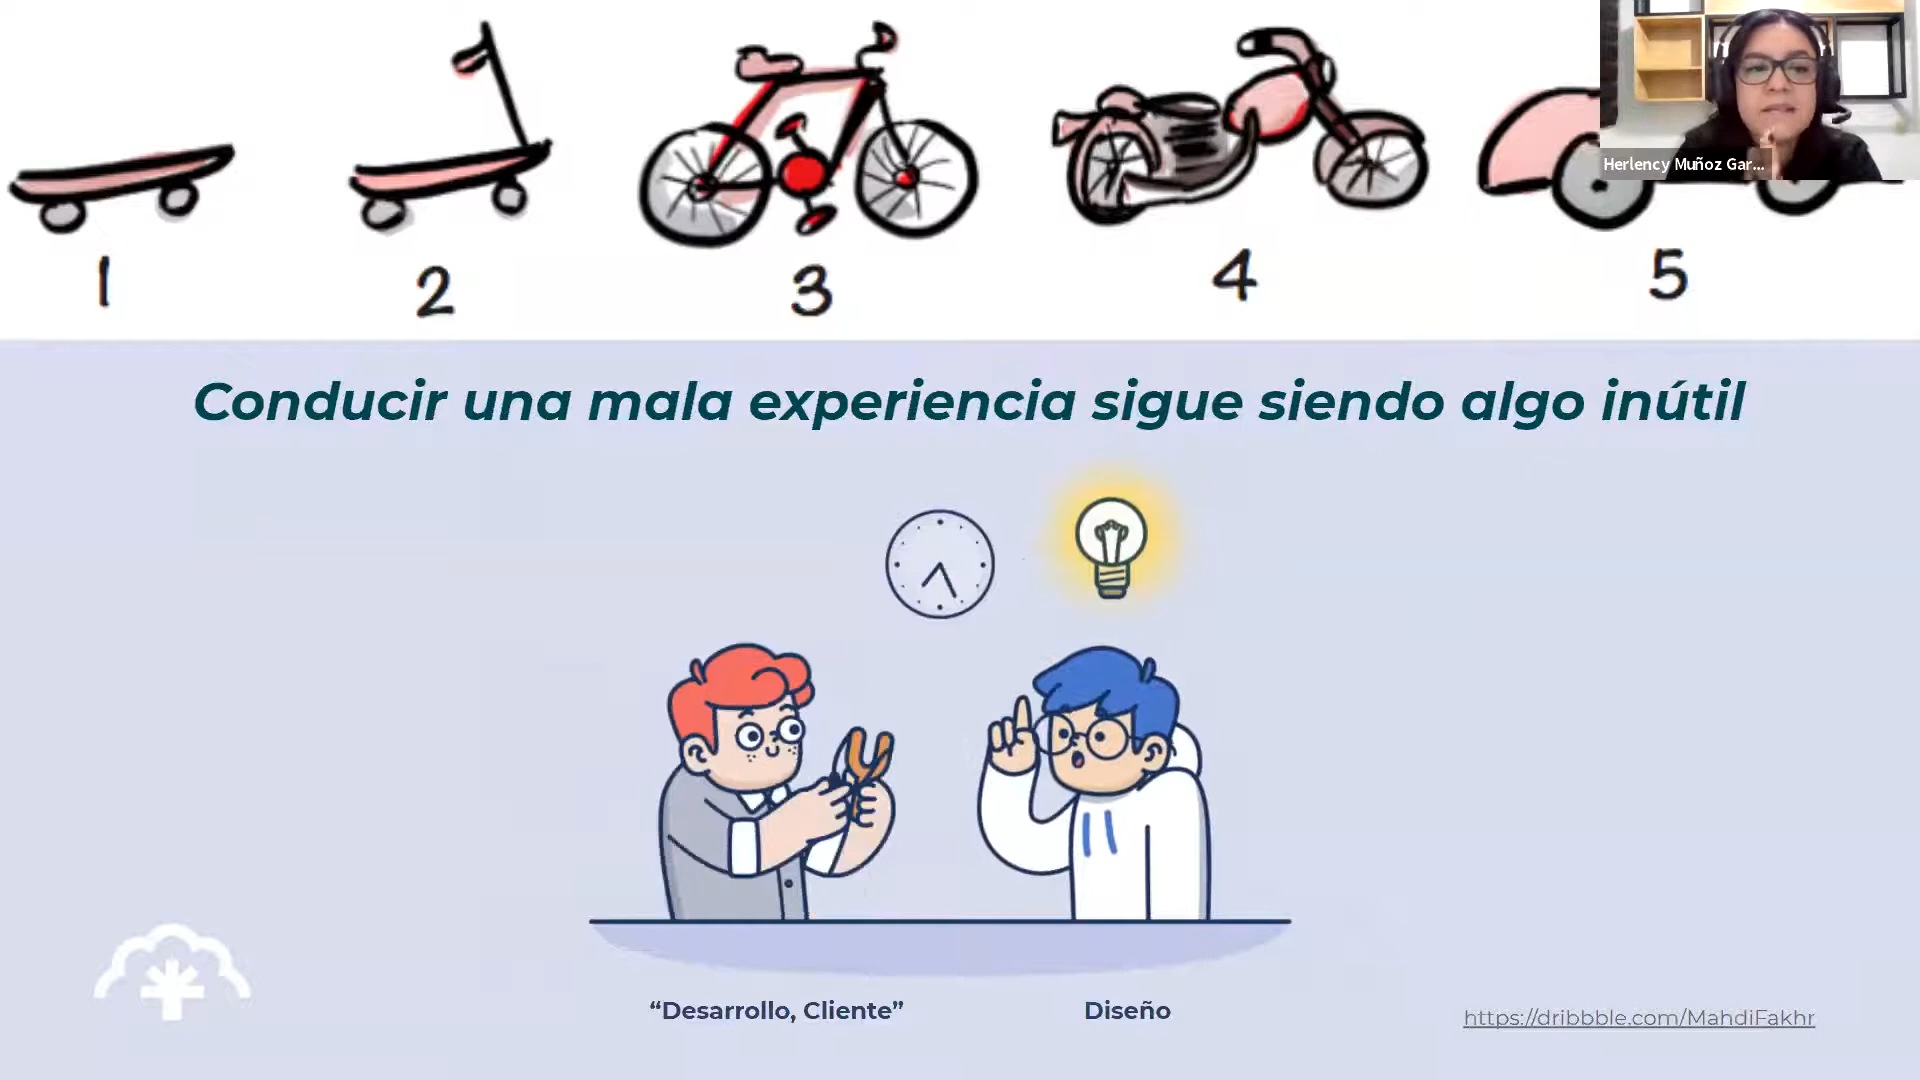 Herlency Muñoz Gar...
1 2 3 4 5
Conducir una mala experiencia sigue siendo algo inútil
“Desarrollo, Cliente” Diseño
https://dribbble.com/MahdiFakhr